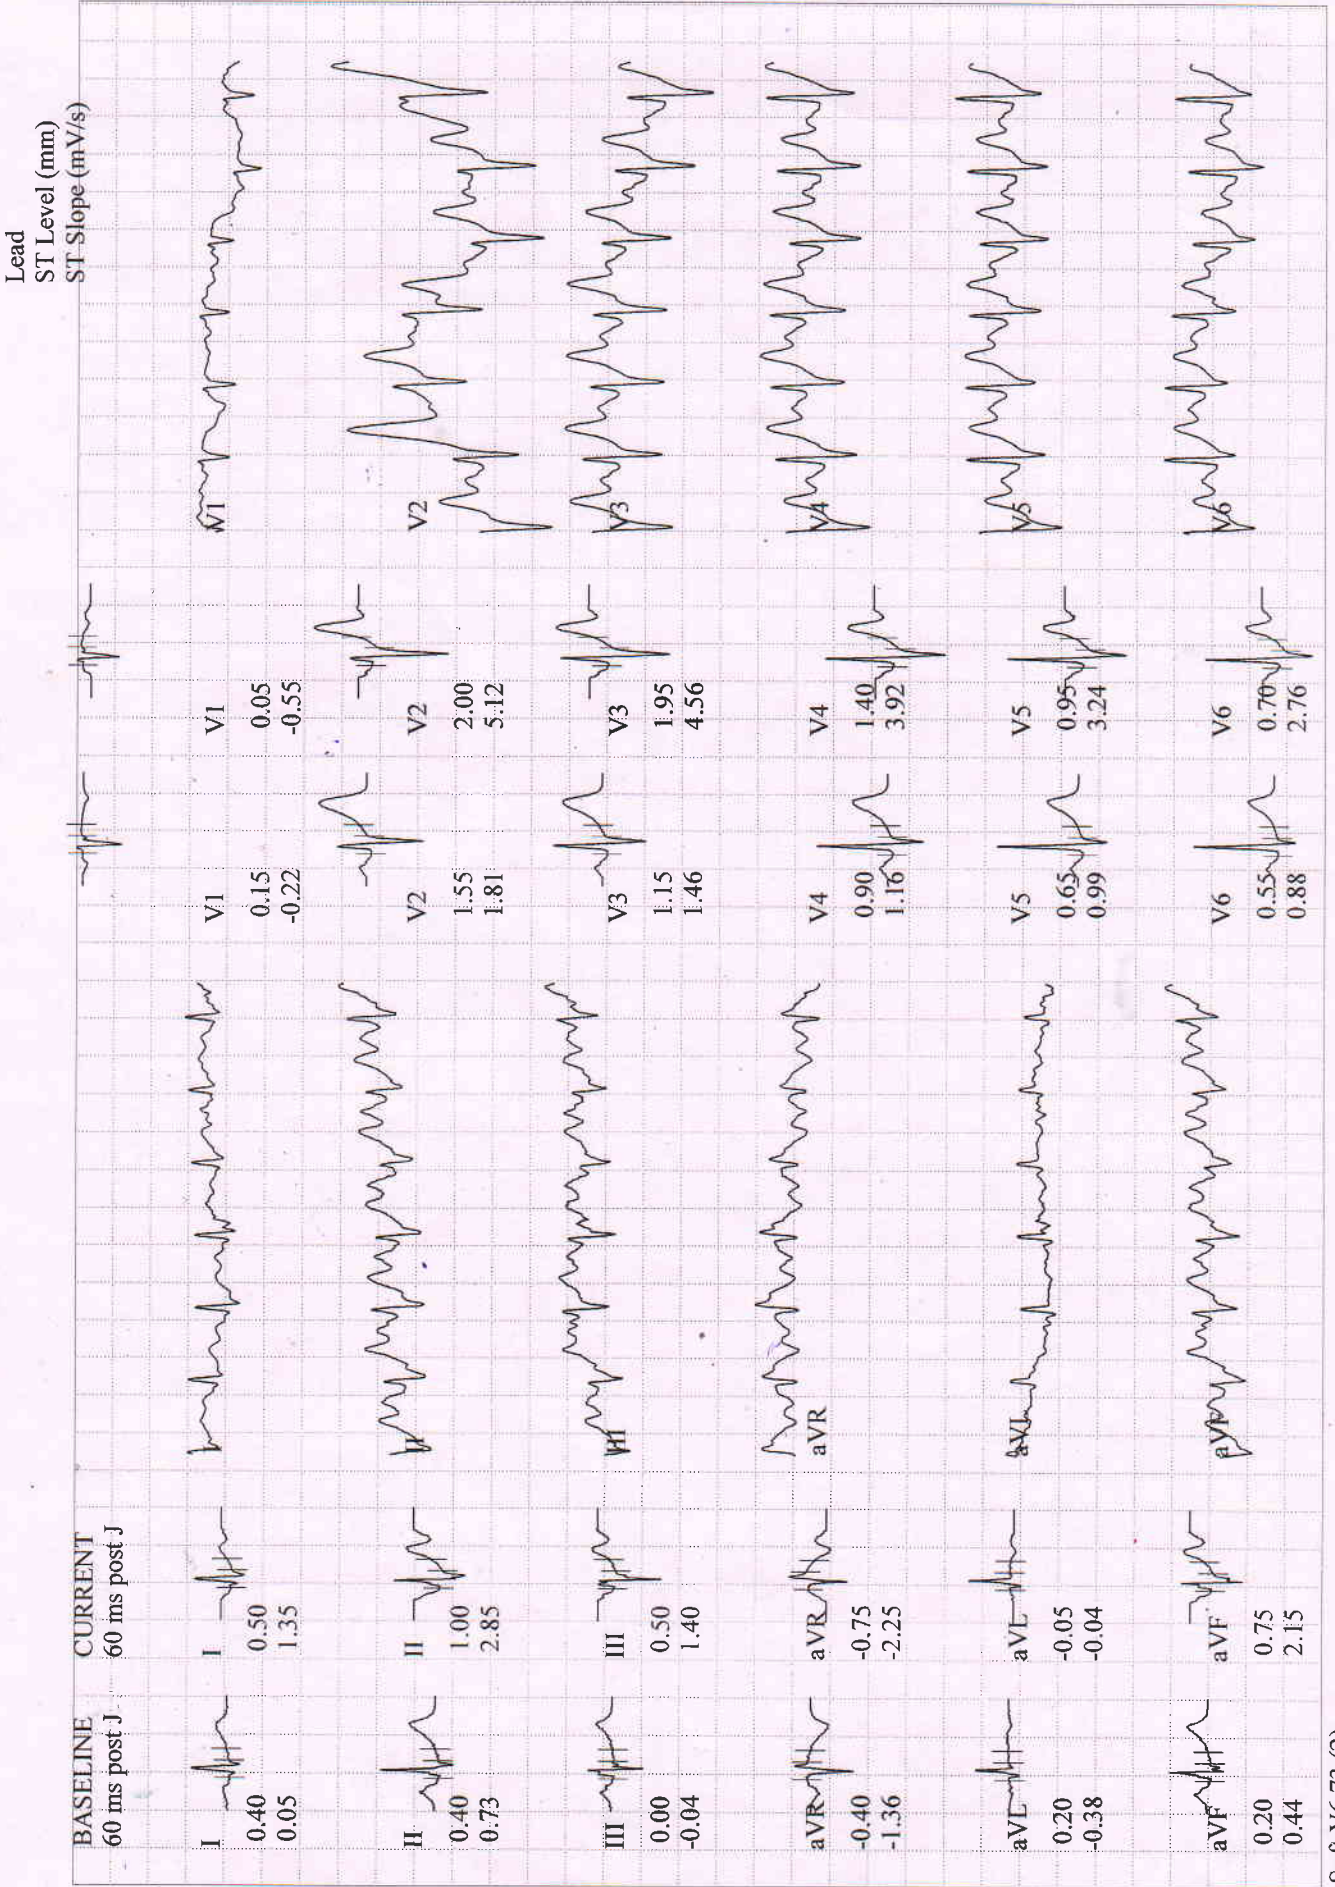 Lead
ST Level (mm)
ST Slope (mV/s)
BASELINE
60 ms post J
CURRENT
60 ms post J
I
0.40
0.05
I
0.50
1.35
I
V1
0.15
-0.22
V1
0.05
-0.55
V1
II
0.40
0.73
II
1.00
2.85
II
V2
1.55
1.81
V2
2.00
5.12
V2
III
0.00
-0.04
III
0.50
1.40
III
V3
1.15
1.46
V3
1.95
4.56
V3
aVR
-0.40
-1.36
aVR
-0.75
-2.25
aVR
V4
0.90
1.16
V4
1.40
3.92
V4
aVL
0.20
-0.38
aVL
-0.05
-0.04
aVL
V5
0.65
0.99
V5
0.95
3.24
V5
aVF
0.20
0.44
aVF
0.75
2.15
aVF
V6
0.55
0.88
V6
0.70
2.76
V6